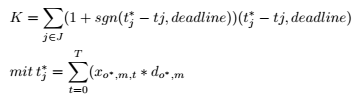 K = \sum_{j \in J} (1 + sgn(t_j^* - tj, deadline))(t_j^* - tj, deadline)
mit t_j^* = \sum_{t=0}^{T} (x_{o^*,m,t} * d_{o^*,m}